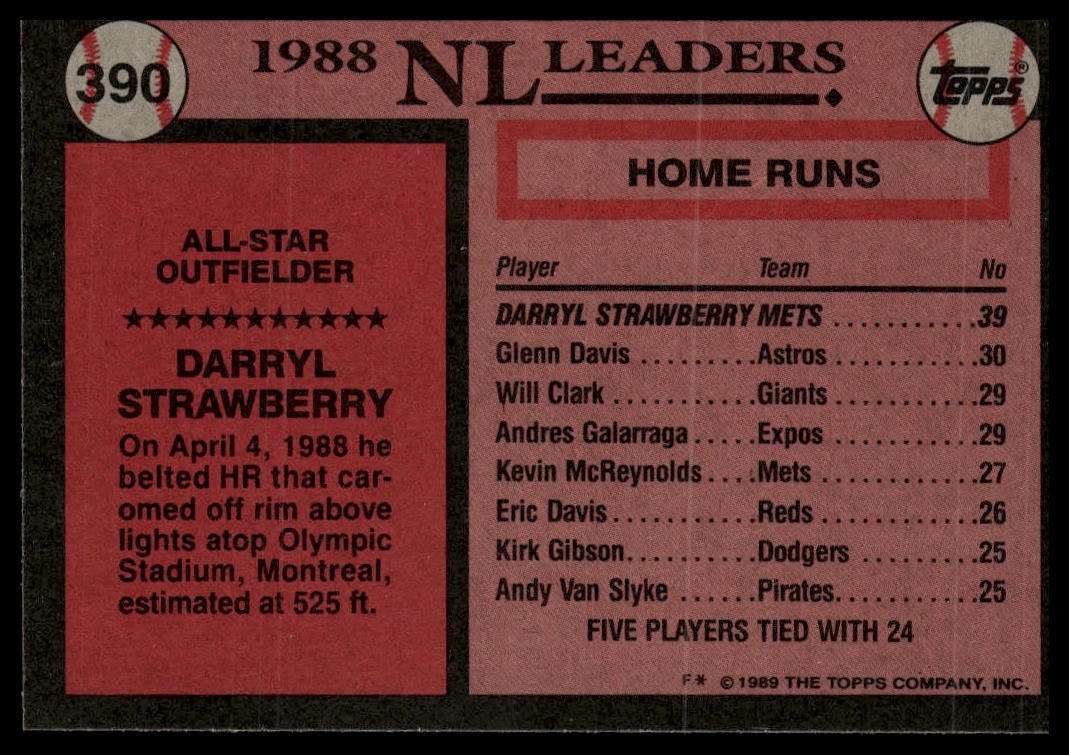 390
1988 NL LEADERS
Topps®
ALL-STAR
OUTFIELDER
★★★★★★★★★★★
DARRYL
STRAWBERRY
On April 4, 1988 he
belted HR that car-
omed off rim above
lights atop Olympic
Stadium, Montreal,
estimated at 525 ft.
HOME RUNS
Player Team No
DARRYL STRAWBERRY METS ............39
Glenn Davis .........Astros ............30
Will Clark ...........Giants ............29
Andres Galarraga.....Expos ............29
Kevin McReynolds....Mets .............27
Eric Davis...........Reds .............26
Kirk Gibson..........Dodgers ..........25
Andy Van Slyke ......Pirates...........25
FIVE PLAYERS TIED WITH 24
F* ©1989 THE TOPPS COMPANY, INC.